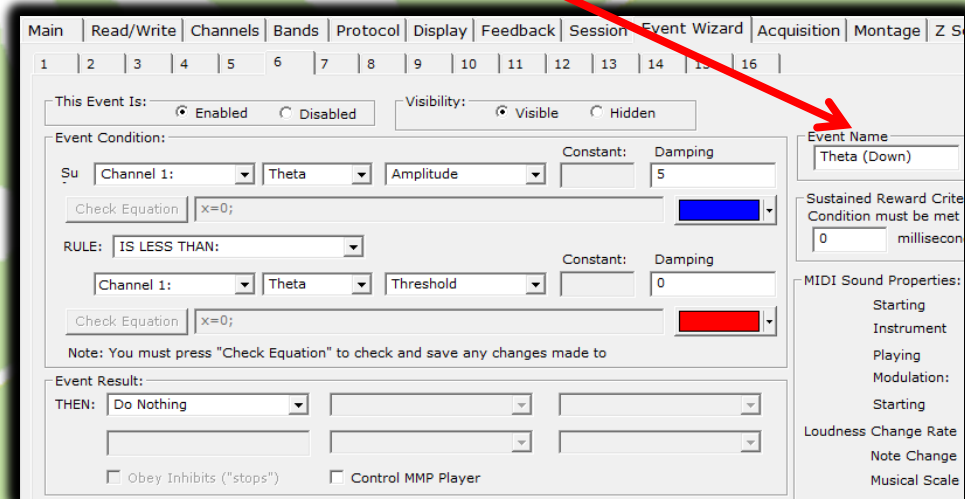 Main Read/Write Channels Bands Protocol Display Feedback Session Event Wizard Acquisition Montage Z
1 2 3 4 5 6 7 8 9 10 11 12 13 14 15 16
This Event Is: Enabled Disabled Visibility: Visible Hidden
Event Condition:
Constant: Damping
Su Channel 1: Theta Amplitude 5
Check Equation x=0;
RULE: IS LESS THAN:
Constant: Damping
Channel 1: Theta Threshold 0
Check Equation x=0;
Note: You must press "Check Equation" to check and save any changes made to
Event Result:
THEN: Do Nothing
Obey Inhibits ("stops") Control MMP Player
Event Name
Theta (Down)
Sustained Reward Crite
Condition must be met
0 millisecon
MIDI Sound Properties:
Starting
Instrument
Playing
Modulation:
Starting
Loudness Change Rate
Note Change
Musical Scale